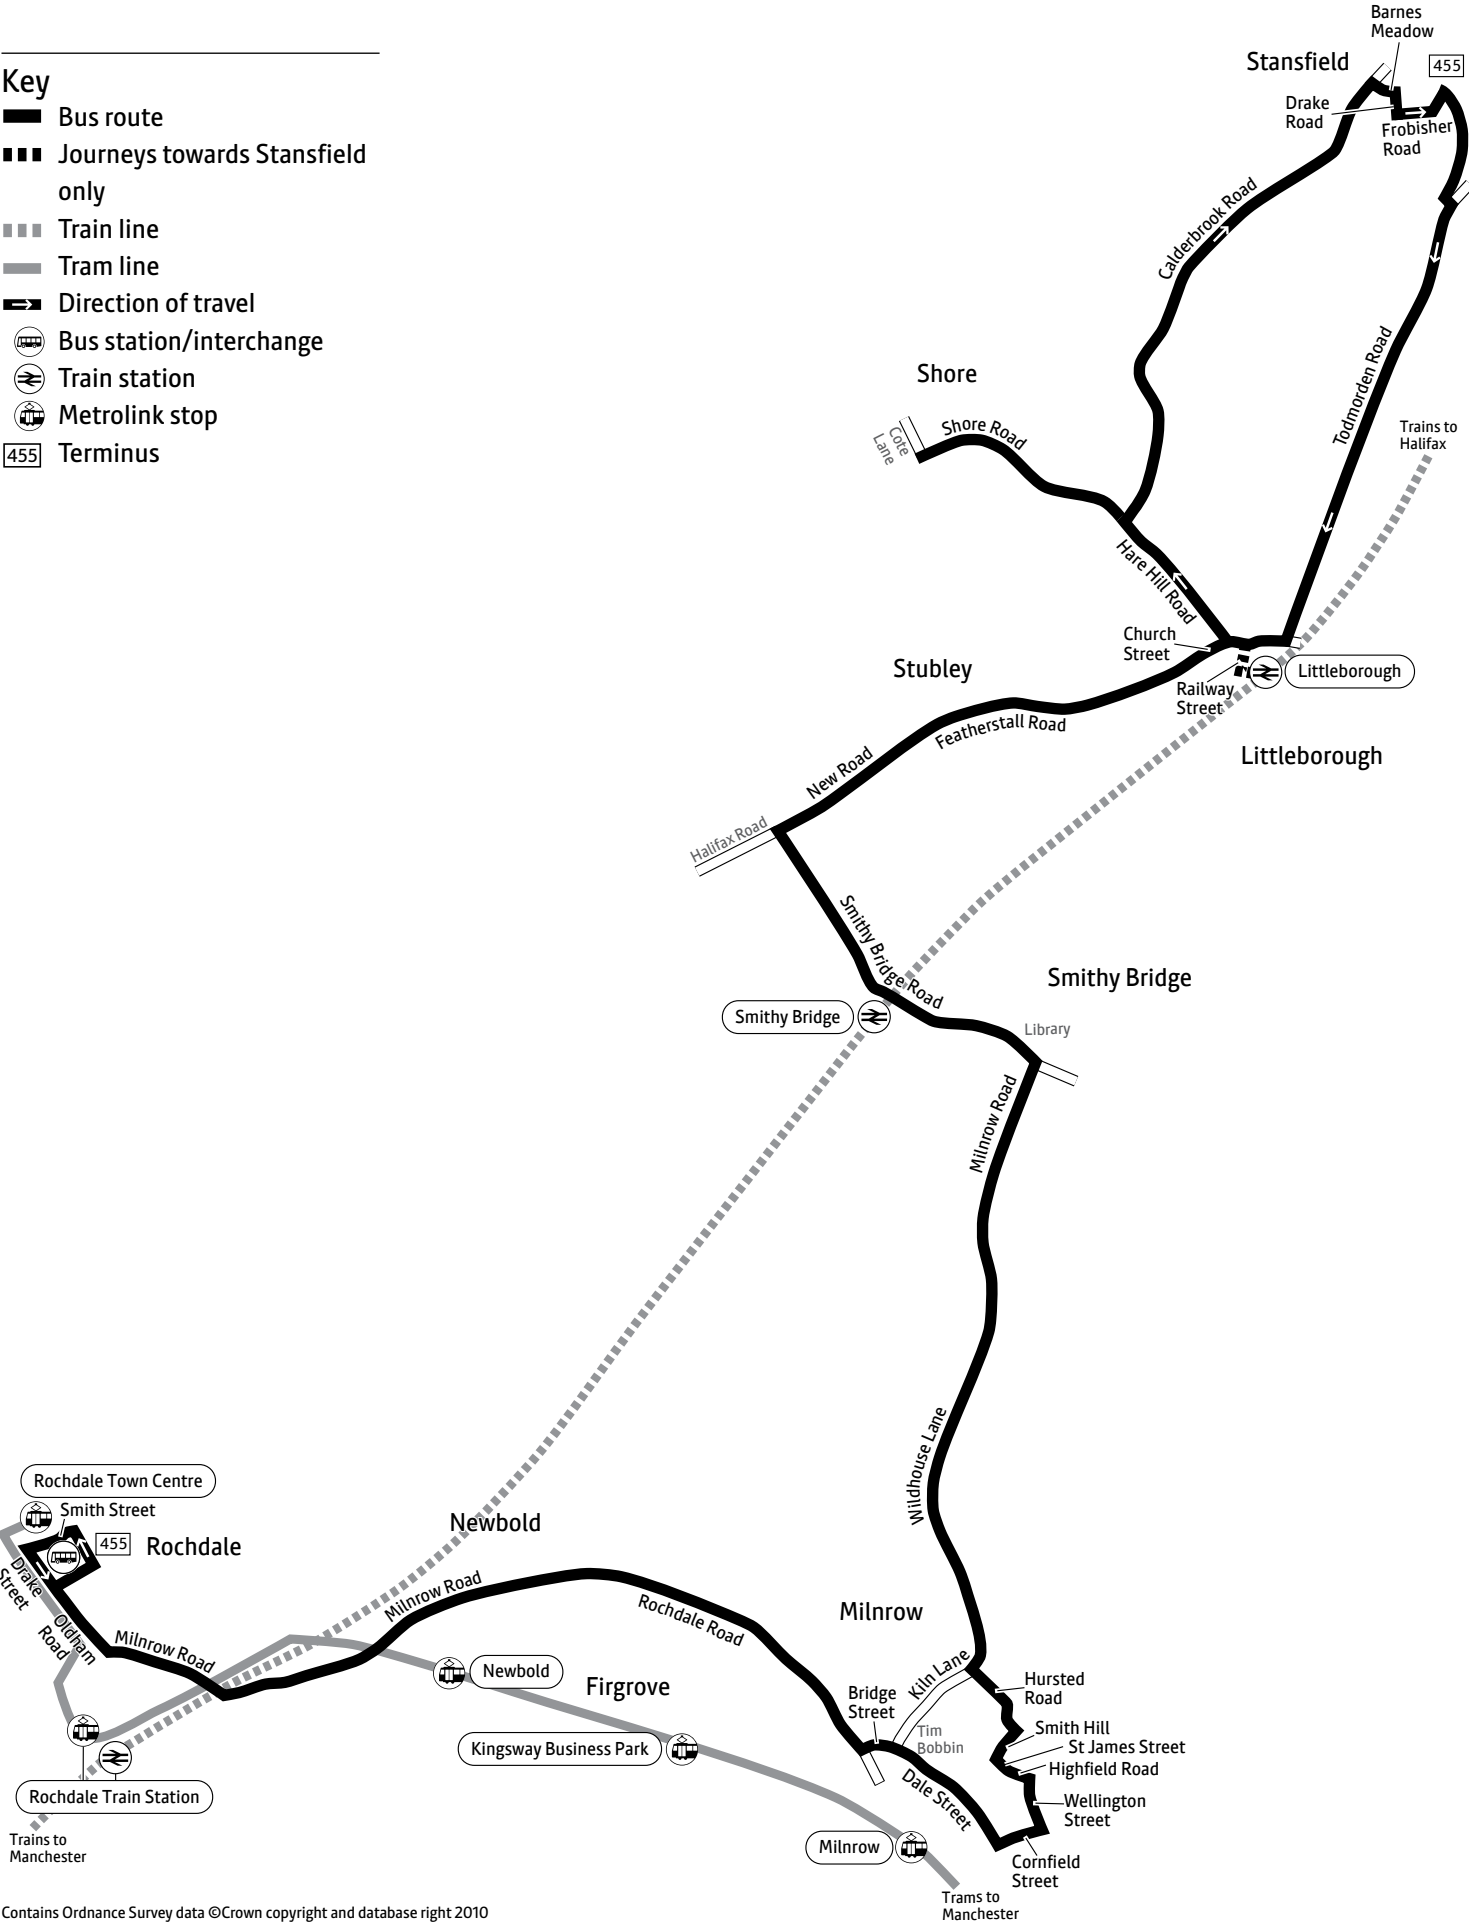 Key
Bus route
Journeys towards Stansfield
only
Train line
Tram line
Direction of travel
Bus station/interchange
Train station
Metrolink stop
455 Terminus
Barnes
Meadow
Stansfield
455
Drake
Road
Frobisher
Road
Calderbrook Road
Todmorden Road
Shore
Cote
Lane
Shore Road
Trains to
Halifax
Hare Hill Road
Church
Street
Stubley
Littleborough
Railway
Street
Featherstall Road
Littleborough
New Road
Halifax Road
Smithy Bridge Road
Smithy Bridge
Smithy Bridge
Library
Milnrow Road
Wildhouse Lane
Rochdale Town Centre
Smith Street
455
Rochdale
Newbold
Drake
Street
Oldham
Road
Milnrow Road
Milnrow Road
Rochdale Road
Milnrow
Kiln Lane
Newbold
Firgrove
Bridge
Street
Hursted
Road
Tim
Bobbin
Smith Hill
St James Street
Kingsway Business Park
Highfield Road
Dale Street
Rochdale Train Station
Wellington
Street
Trains to
Manchester
Milnrow
Cornfield
Street
Trams to
Manchester
Contains Ordnance Survey data ©Crown copyright and database right 2010